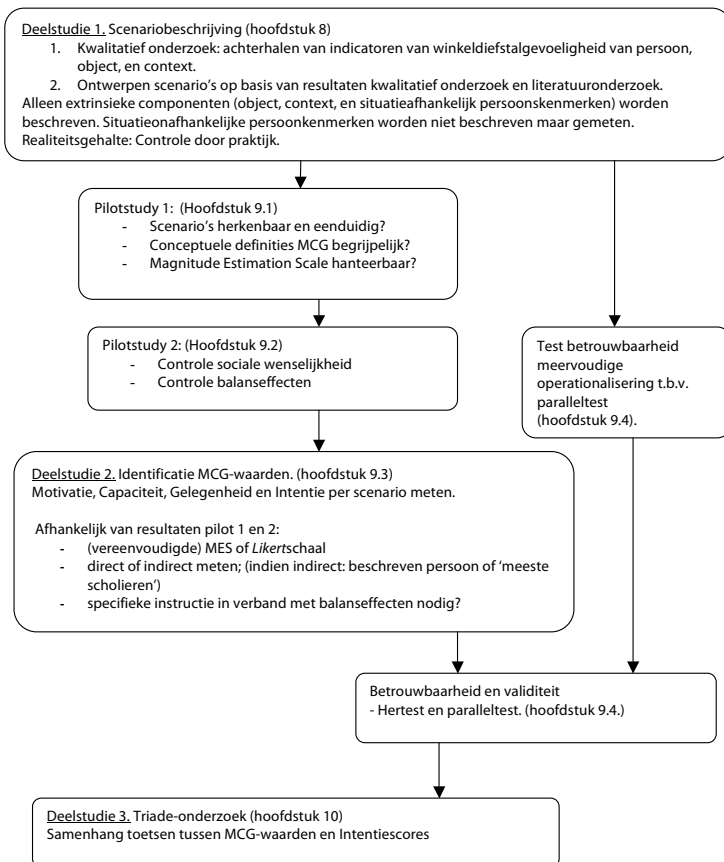 Deelstudie 1. Scenariobeschrijving (hoofdstuk 8)
1. Kwalitatief onderzoek: achterhalen van indicatoren van winkeldiefstalgevoeligheid van persoon,
object, en context.
2. Ontwerpen scenario's op basis van resultaten kwalitatief onderzoek en literatuuronderzoek.
Alleen extrinsieke componenten (object, context, en situatieafhankelijk persoonskenmerken) worden
beschreven. Situatieonafhankelijke persoonkenmerken worden niet beschreven maar gemeten.
Realiteitsgehalte: Controle door praktijk.
Pilotstudy 1: (Hoofdstuk 9.1)
- Scenario's herkenbaar en eenduidig?
- Conceptuele definities MCG begrijpelijk?
- Magnitude Estimation Scale hanteerbaar?
Pilotstudy 2: (Hoofdstuk 9.2)
- Controle sociale wenselijkheid
- Controle balanseffecten
Test betrouwbaarheid
meervoudige
operationalisering t.b.v.
paralleltest
(hoofdstuk 9.4).
Deelstudie 2. Identificatie MCG-waarden. (hoofdstuk 9.3)
Motivatie, Capaciteit, Gelegenheid en Intentie per scenario meten.
Afhankelijk van resultaten pilot 1 en 2:
- (vereenvoudigde) MES of Likertschaal
- direct of indirect meten; (indien indirect: beschreven persoon of 'meeste
scholieren')
- specifieke instructie in verband met balanseffecten nodig?
Betrouwbaarheid en validiteit
- Hertest en paralleltest. (hoofdstuk 9.4.)
Deelstudie 3. Triade-onderzoek (hoofdstuk 10)
Samenhang toetsen tussen MCG-waarden en Intentiescores